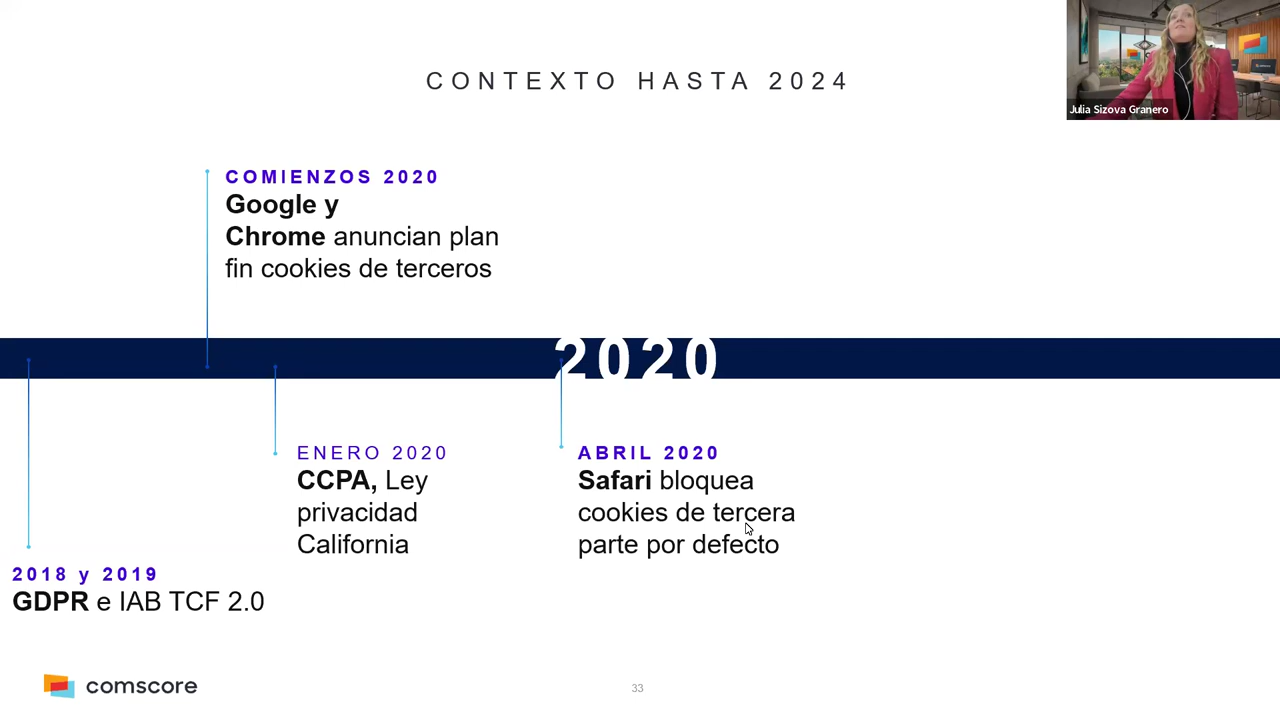 CONTEXTO HASTA 2024
Julia Sizova Granero
COMIENZOS 2020
Google y
Chrome anuncian plan
fin cookies de terceros
2020
ENERO 2020
CCPA, Ley
privacidad
California
ABRIL 2020
Safari bloquea
cookies de tercera
parte por defecto
2018 y 2019
GDPR e IAB TCF 2.0
comscore
33